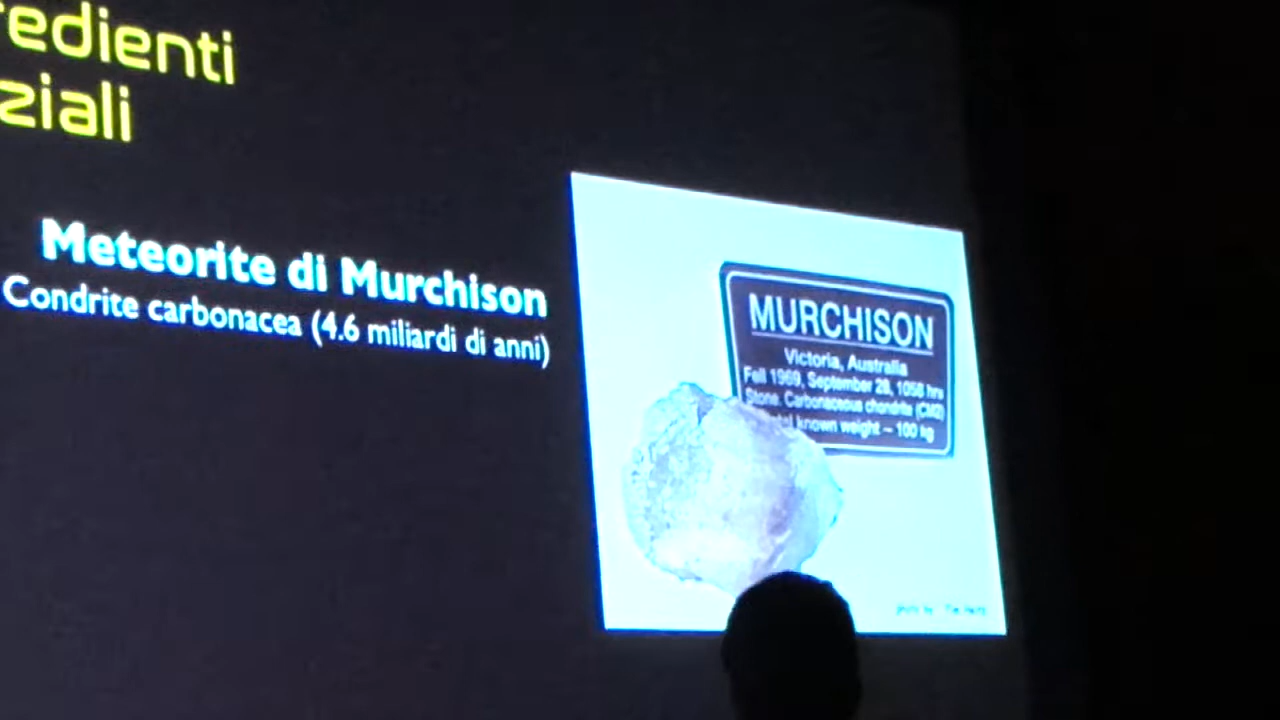 redienti
ziali
Meteorite di Murchison
Condrite carbonacea (4.6 miliardi di anni)
MURCHISON
Victoria, Australia
Fell 1969, September 28, 1058 hrs
Stone. Carbonaceous chondrite (CM2)
known weight ~ 100 kg